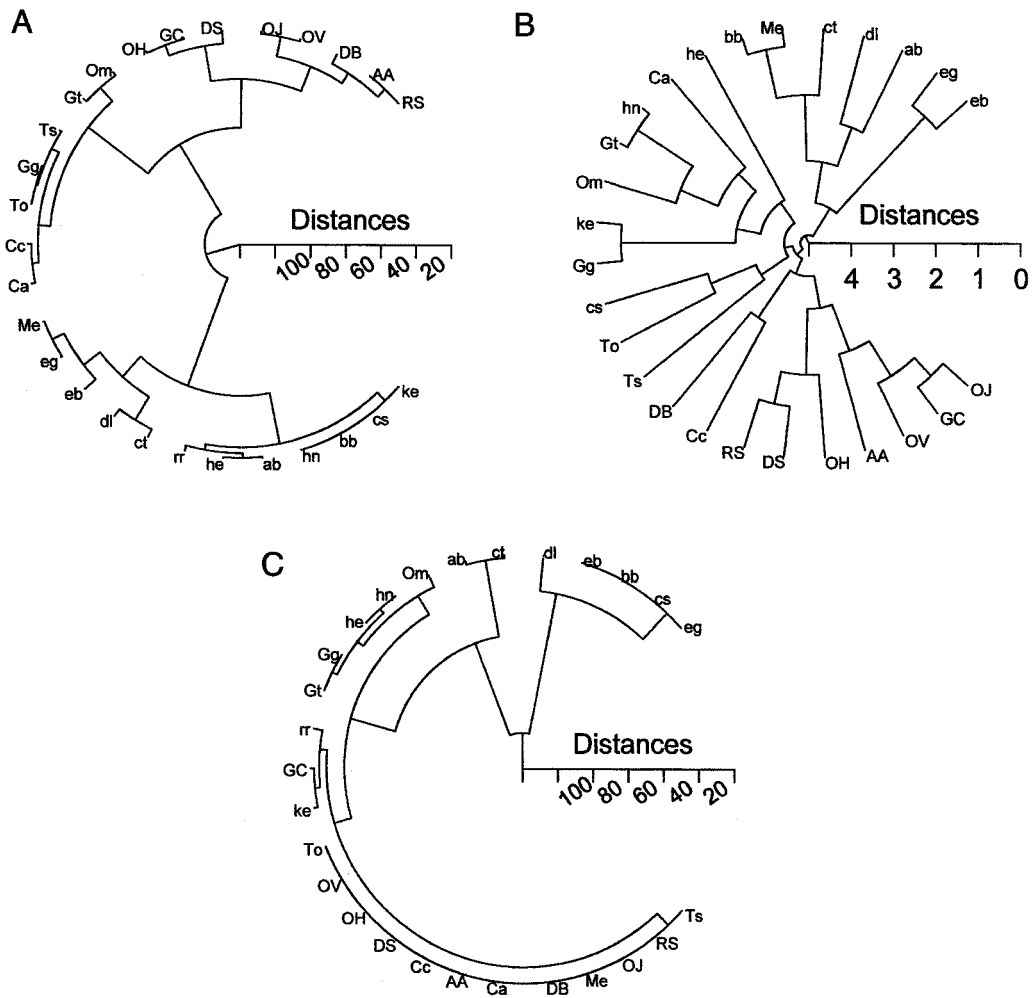 A
OH
GC
DS
OJ
OV
DB
AA
RS
Om
Gt
Ts
Gg
To
Cc
Ca
Distances
100 80 60 40 20
Me
eg
eb
dl
ct
rr
he
ab
hn
bb
cs
ke
B
he
bb
Me
ct
dl
ab
eg
eb
Ca
hn
Gt
Om
ke
Gg
Distances
4 3 2 1 0
cs
To
Ts
DB
Cc
RS
DS
OH
AA
OV
GC
OJ
C
ab
ct
dl
eb
bb
cs
eg
Om
hn
he
Gg
Gt
rr
GC
ke
Distances
100 80 60 40 20
To
OV
OH
DS
Cc
AA
Ca
DB
Me
OJ
RS
Ts